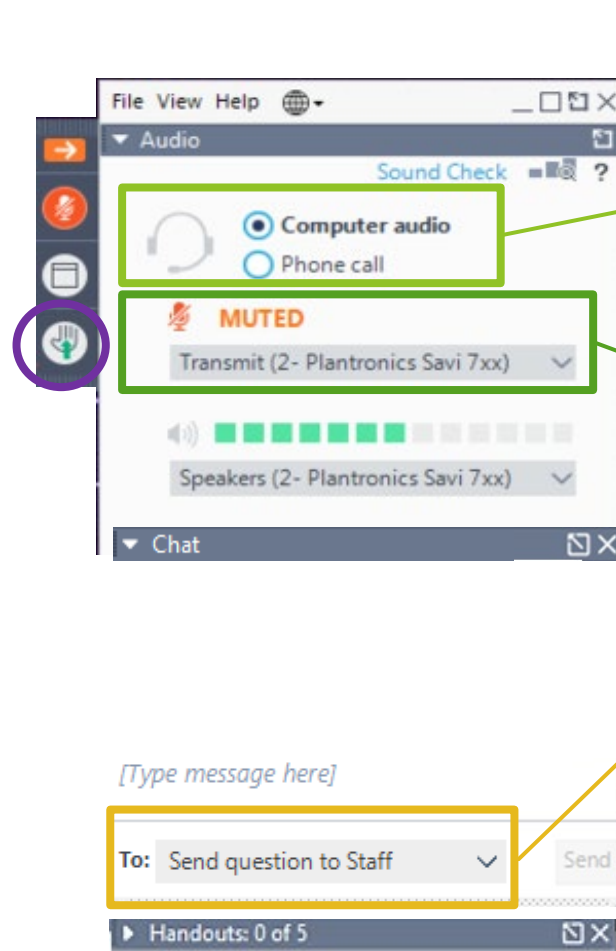 File View Help
Audio
Sound Check ?
Computer audio
Phone call
MUTED
Transmit (2- Plantronics Savi 7xx)
Speakers (2- Plantronics Savi 7xx)
Chat
[Type message here]
To: Send question to Staff Send
Handouts: 0 of 5